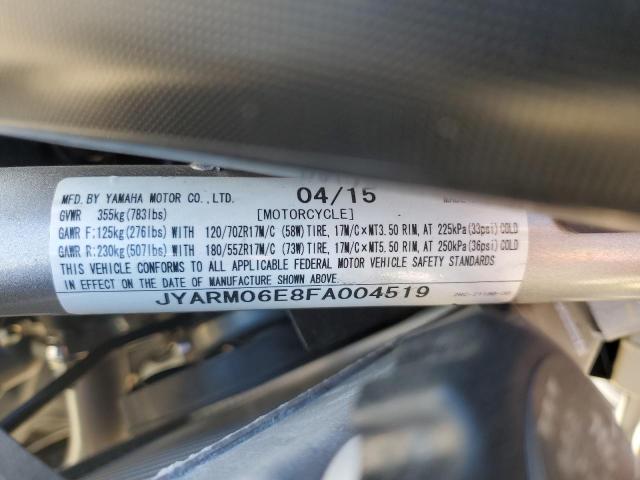 MFD. BY YAMAHA MOTOR CO., LTD. 04/15
GVWR 355kg(783lbs) [MOTORCYCLE]
GAWR F:125kg(276lbs) WITH 120/70ZR17M/C (58W) TIRE, 17M/C×MT3.50 RIM, AT 225kPa(33psi) COLD
GAWR R:230kg(507lbs) WITH 180/55ZR17M/C (73W) TIRE, 17M/C×MT5.50 RIM, AT 250kPa(36psi) COLD
THIS VEHICLE CONFORMS TO ALL APPLICABLE FEDERAL MOTOR VEHICLE SAFETY STANDARDS
IN EFFECT ON THE DATE OF MANUFACTURE SHOWN ABOVE.
JYARM06E8FA004519